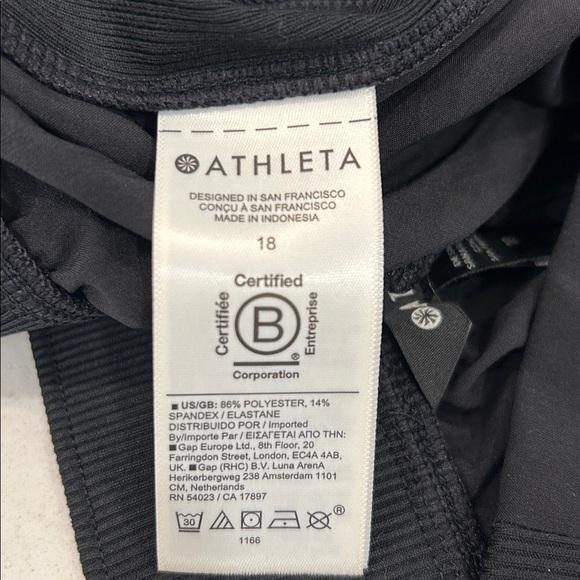 ATHLETA
DESIGNED IN SAN FRANCISCO
CONÇU À SAN FRANCISCO
MADE IN INDONESIA
18
Certified
Certifiée
B
®
Entreprise
Corporation
■ US/GB: 86% POLYESTER, 14%
SPANDEX / ELASTANE
DISTRIBUIDO POR / Imported
By/Importe Par / ΕΙΣΑΓΕΤΑΙ ΑΠΟ ΤΗΝ:
■ Gap Europe Ltd., 8th Floor, 20
Farringdon Street, London, EC4A 4AB,
UK. ■ Gap (RHC) B.V. Luna ArenA
Herikerbergweg 238 Amsterdam 1101
CM, Netherlands
RN 54023 / CA 17897
30
®
1166